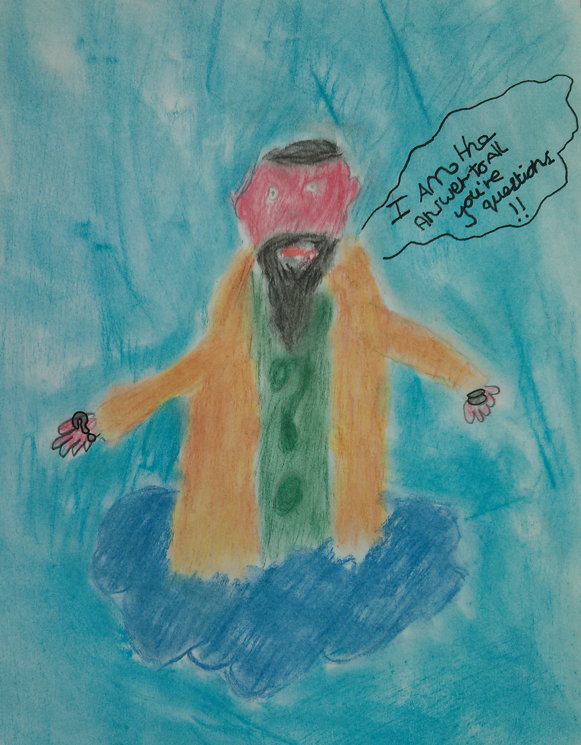 I AM the
Answer to All
you're
questions
!!
?